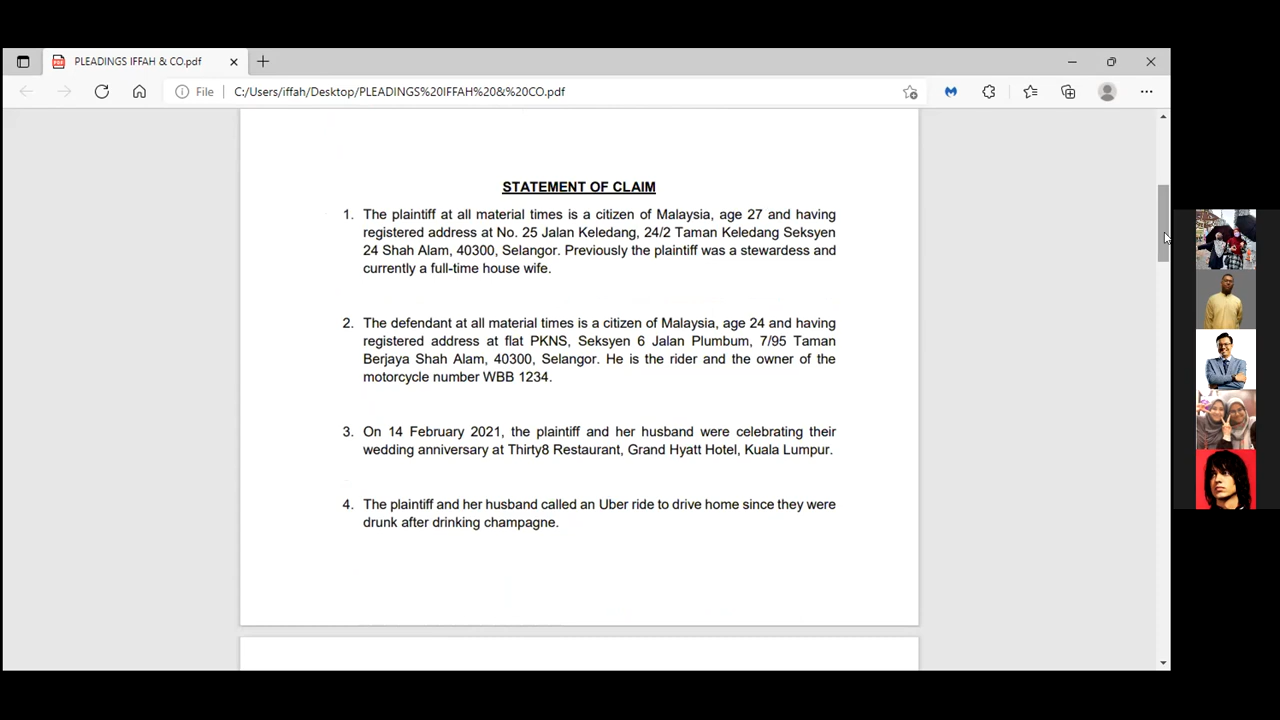 PLEADINGS IFFAH & CO.pdf
File
C:/Users/iffah/Desktop/PLEADINGS%20IFFAH%20&%20CO.pdf
STATEMENT OF CLAIM
1. The plaintiff at all material times is a citizen of Malaysia, age 27 and having
registered address at No. 25 Jalan Keledang, 24/2 Taman Keledang Seksyen
24 Shah Alam, 40300, Selangor. Previously the plaintiff was a stewardess and
currently a full-time house wife.
2. The defendant at all material times is a citizen of Malaysia, age 24 and having
registered address at flat PKNS, Seksyen 6 Jalan Plumbum, 7/95 Taman
Berjaya Shah Alam, 40300, Selangor. He is the rider and the owner of the
motorcycle number WBB 1234.
3. On 14 February 2021, the plaintiff and her husband were celebrating their
wedding anniversary at Thirty8 Restaurant, Grand Hyatt Hotel, Kuala Lumpur.
4. The plaintiff and her husband called an Uber ride to drive home since they were
drunk after drinking champagne.